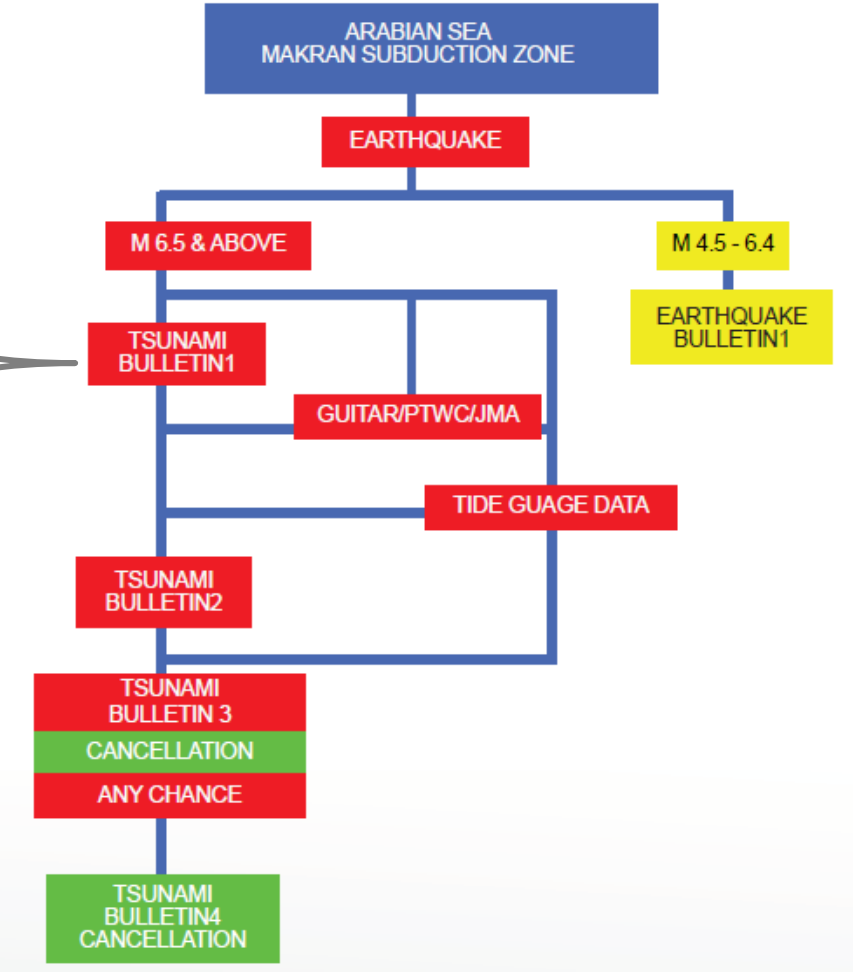 ARABIAN SEA
MAKRAN SUBDUCTION ZONE
EARTHQUAKE
M 6.5 & ABOVE
M 4.5 - 6.4
EARTHQUAKE
BULLETIN1
TSUNAMI
BULLETIN1
GUITAR/PTWC/JMA
TIDE GUAGE DATA
TSUNAMI
BULLETIN2
TSUNAMI
BULLETIN 3
CANCELLATION
ANY CHANCE
TSUNAMI
BULLETIN4
CANCELLATION